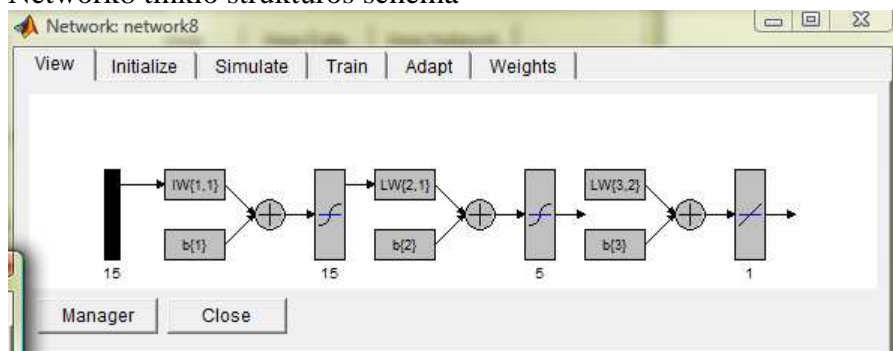 Networko tinklo struktūros schema
Network: network8
View Initialize Simulate Train Adapt Weights
IW{1,1} LW{2,1} LW{3,2}
b{1} b{2} b{3}
15 15 5 1
Manager Close